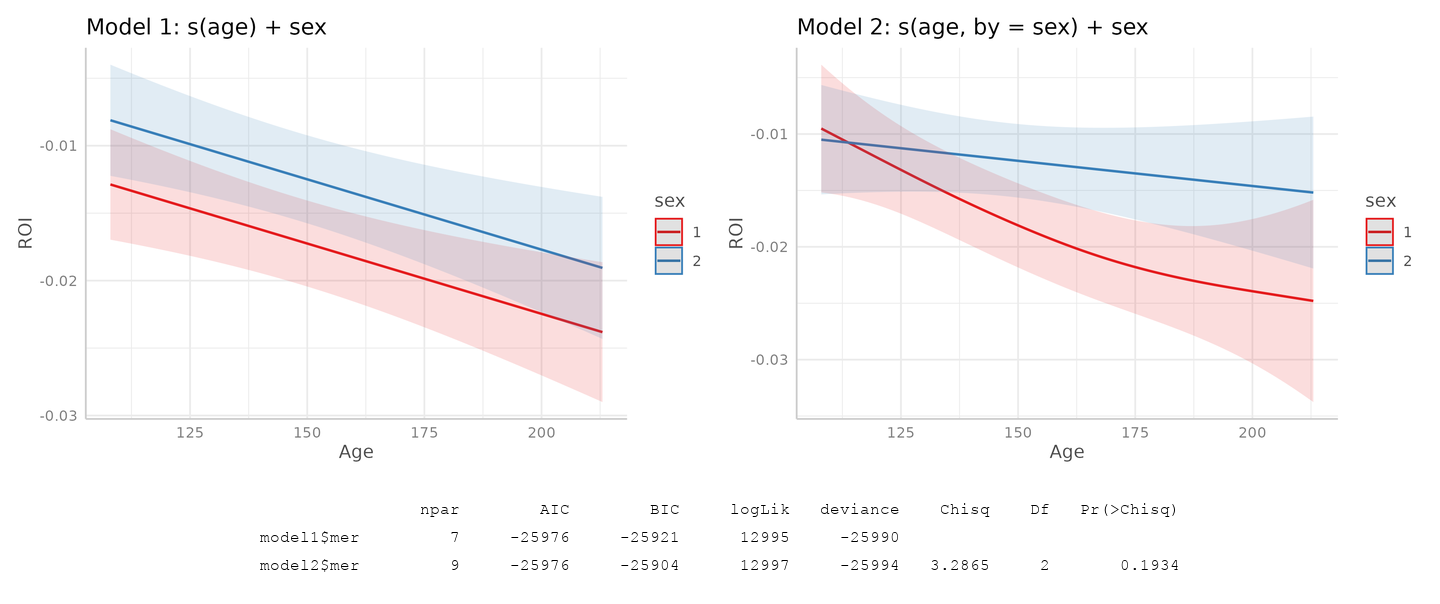 Model 1: s(age) + sex
-0.01
-0.02
-0.03
ROI
125 150 175 200
Age
sex
1
2
Model 2: s(age, by = sex) + sex
-0.01
-0.02
-0.03
ROI
125 150 175 200
Age
sex
1
2
npar AIC BIC logLik deviance Chisq Df Pr(>Chisq)
model1$mer 7 -25976 -25921 12995 -25990
model2$mer 9 -25976 -25904 12997 -25994 3.2865 2 0.1934